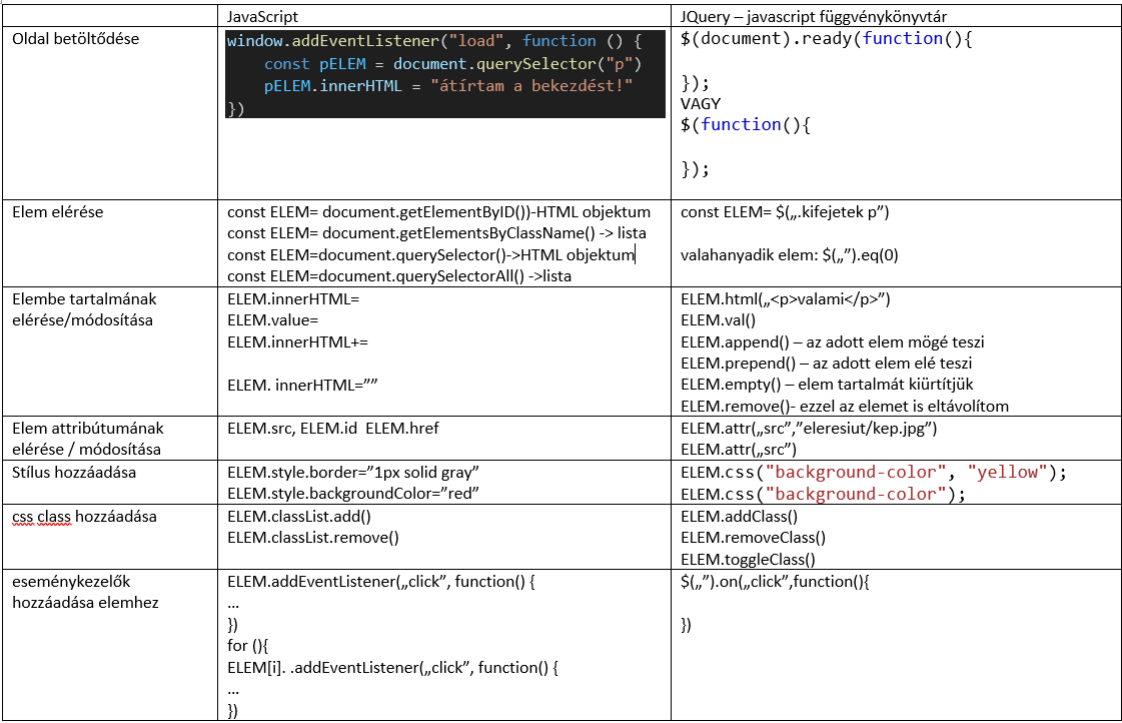 JavaScript
JQuery – javascript függvénykönyvtár
Oldal betöltődése
window.addEventListener("load", function () {
    const pELEM = document.querySelector("p")
    pELEM.innerHTML = "átírtam a bekezdést!"
})
$(document).ready(function(){
});
VAGY
$(function(){
});
Elem elérése
const ELEM= document.getElementByID())-HTML objektum
const ELEM= document.getElementsByClassName() -> lista
const ELEM=document.querySelector()->HTML objektum
const ELEM=document.querySelectorAll() ->lista
const ELEM= $(„.kifejetek p”)
valahanyadik elem: $(„”).eq(0)
Elembe tartalmának
elérése/módosítása
ELEM.innerHTML=
ELEM.value=
ELEM.innerHTML+=
ELEM. innerHTML=””
ELEM.html(„<p>valami</p>”)
ELEM.val()
ELEM.append() – az adott elem mögé teszi
ELEM.prepend() – az adott elem elé teszi
ELEM.empty() – elem tartalmát kiürtítjük
ELEM.remove()- ezzel az elemet is eltávolítom
Elem attribútumának
elérése / módosítása
ELEM.src, ELEM.id  ELEM.href
ELEM.attr(„src”,”eleresiut/kep.jpg”)
ELEM.attr(„src”)
Stílus hozzáadása
ELEM.style.border=”1px solid gray”
ELEM.style.backgroundColor=”red”
ELEM.css("background-color", "yellow");
ELEM.css("background-color");
css class hozzáadása
ELEM.classList.add()
ELEM.classList.remove()
ELEM.addClass()
ELEM.removeClass()
ELEM.toggleClass()
eseménykezelők
hozzáadása elemhez
ELEM.addEventListener(„click”, function() {
…
})
for (){
ELEM[i]. .addEventListener(„click”, function() {
…
})
$(„”).on(„click”,function(){
})